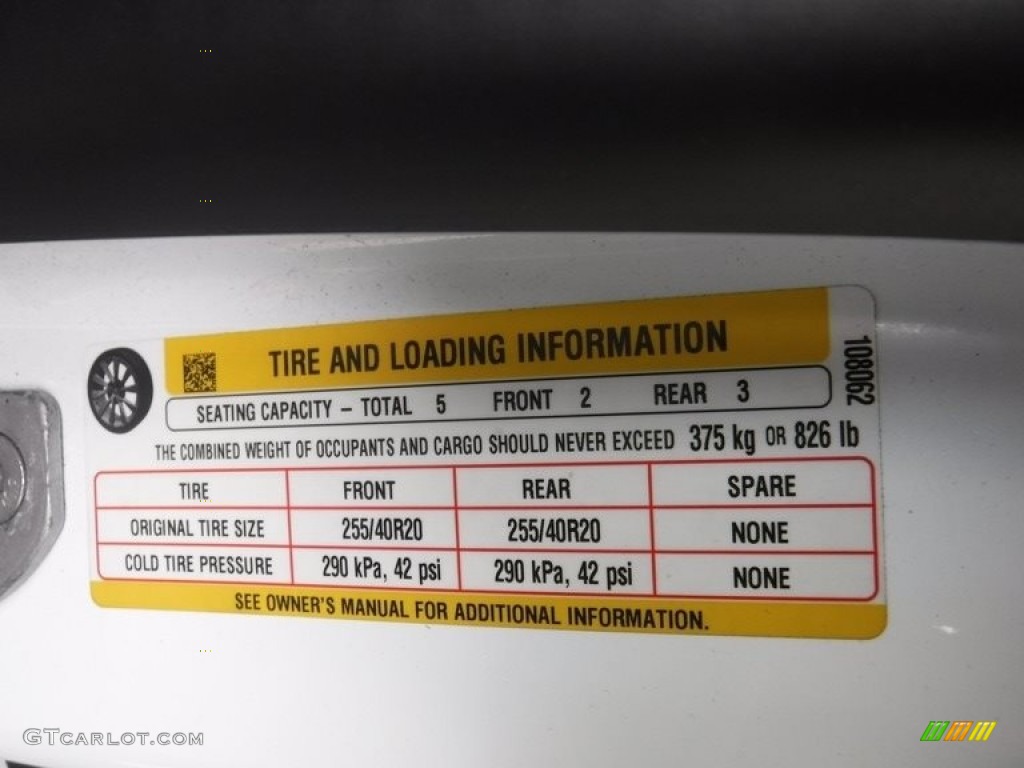 TIRE AND LOADING INFORMATION
108062
SEATING CAPACITY – TOTAL 5 FRONT 2 REAR 3
THE COMBINED WEIGHT OF OCCUPANTS AND CARGO SHOULD NEVER EXCEED 375 kg OR 826 lb
TIRE FRONT REAR SPARE
ORIGINAL TIRE SIZE 255/40R20 255/40R20 NONE
COLD TIRE PRESSURE 290 kPa, 42 psi 290 kPa, 42 psi NONE
SEE OWNER'S MANUAL FOR ADDITIONAL INFORMATION.
GTCARLOT.COM